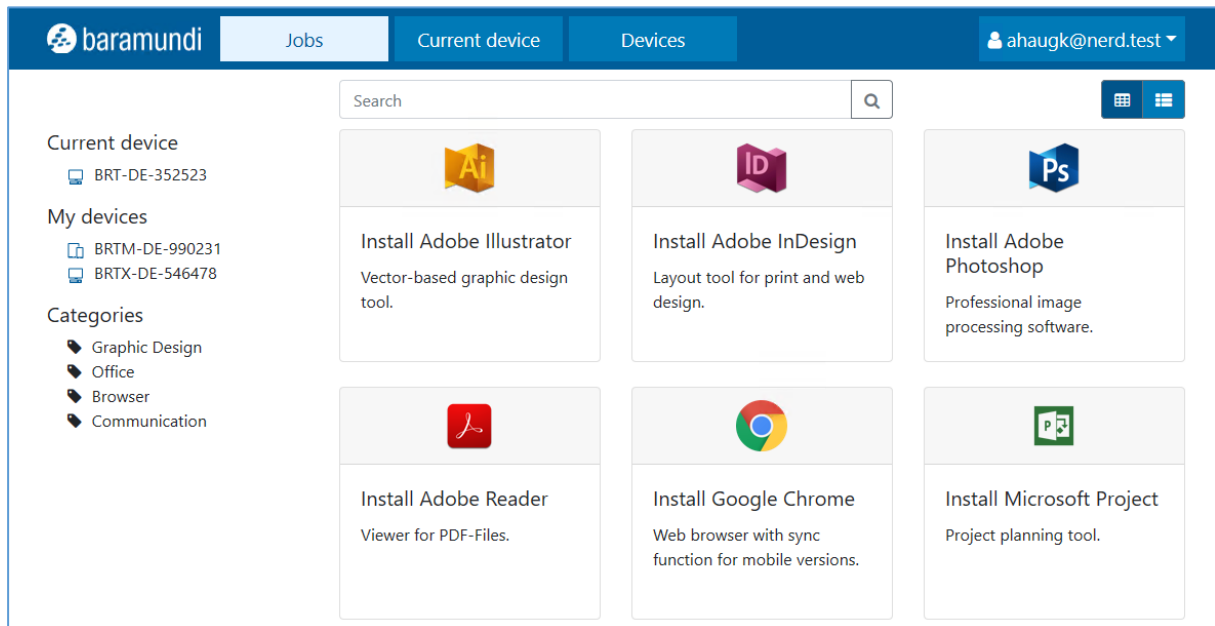 baramundi
Jobs
Current device
Devices
ahaugk@nerd.test
Search
Current device
BRT-DE-352523
My devices
BRTM-DE-990231
BRTX-DE-546478
Categories
Graphic Design
Office
Browser
Communication
Ai
Install Adobe Illustrator
Vector-based graphic design
tool.
ID
Install Adobe InDesign
Layout tool for print and web
design.
Ps
Install Adobe
Photoshop
Professional image
processing software.
Install Adobe Reader
Viewer for PDF-Files.
Install Google Chrome
Web browser with sync
function for mobile versions.
P
Install Microsoft Project
Project planning tool.